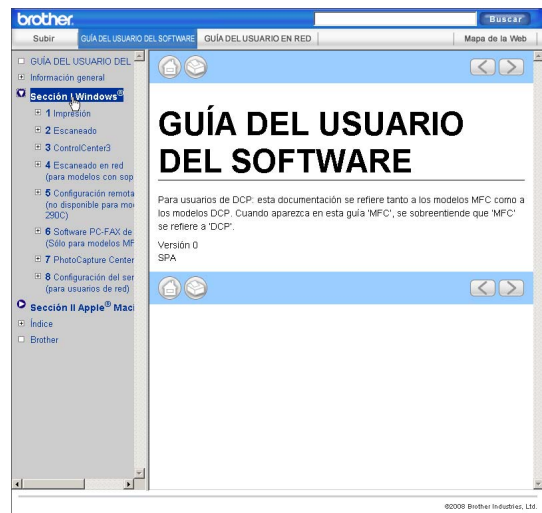 brother.
Buscar
Subir
GUÍA DEL USUARIO DEL SOFTWARE
GUÍA DEL USUARIO EN RED
Mapa de la Web
GUÍA DEL USUARIO DEL
Información general
Sección I Windows®
1 Impresión
2 Escaneado
3 ControlCenter3
4 Escaneado en red
(para modelos con sop
5 Configuración remota
(no disponible para mo
290C)
6 Software PC-FAX de
(Sólo para modelos MF
7 PhotoCapture Center
8 Configuración del ser
(para usuarios de red)
Sección II Apple® Maci
Índice
Brother
GUÍA DEL USUARIO
DEL SOFTWARE
Para usuarios de DCP: esta documentación se refiere tanto a los modelos MFC como a
los modelos DCP. Cuando aparezca en esta guía 'MFC', se sobreentiende que 'MFC'
se refiere a 'DCP'.
Versión 0
SPA
©2008 Brother Industries, Ltd.